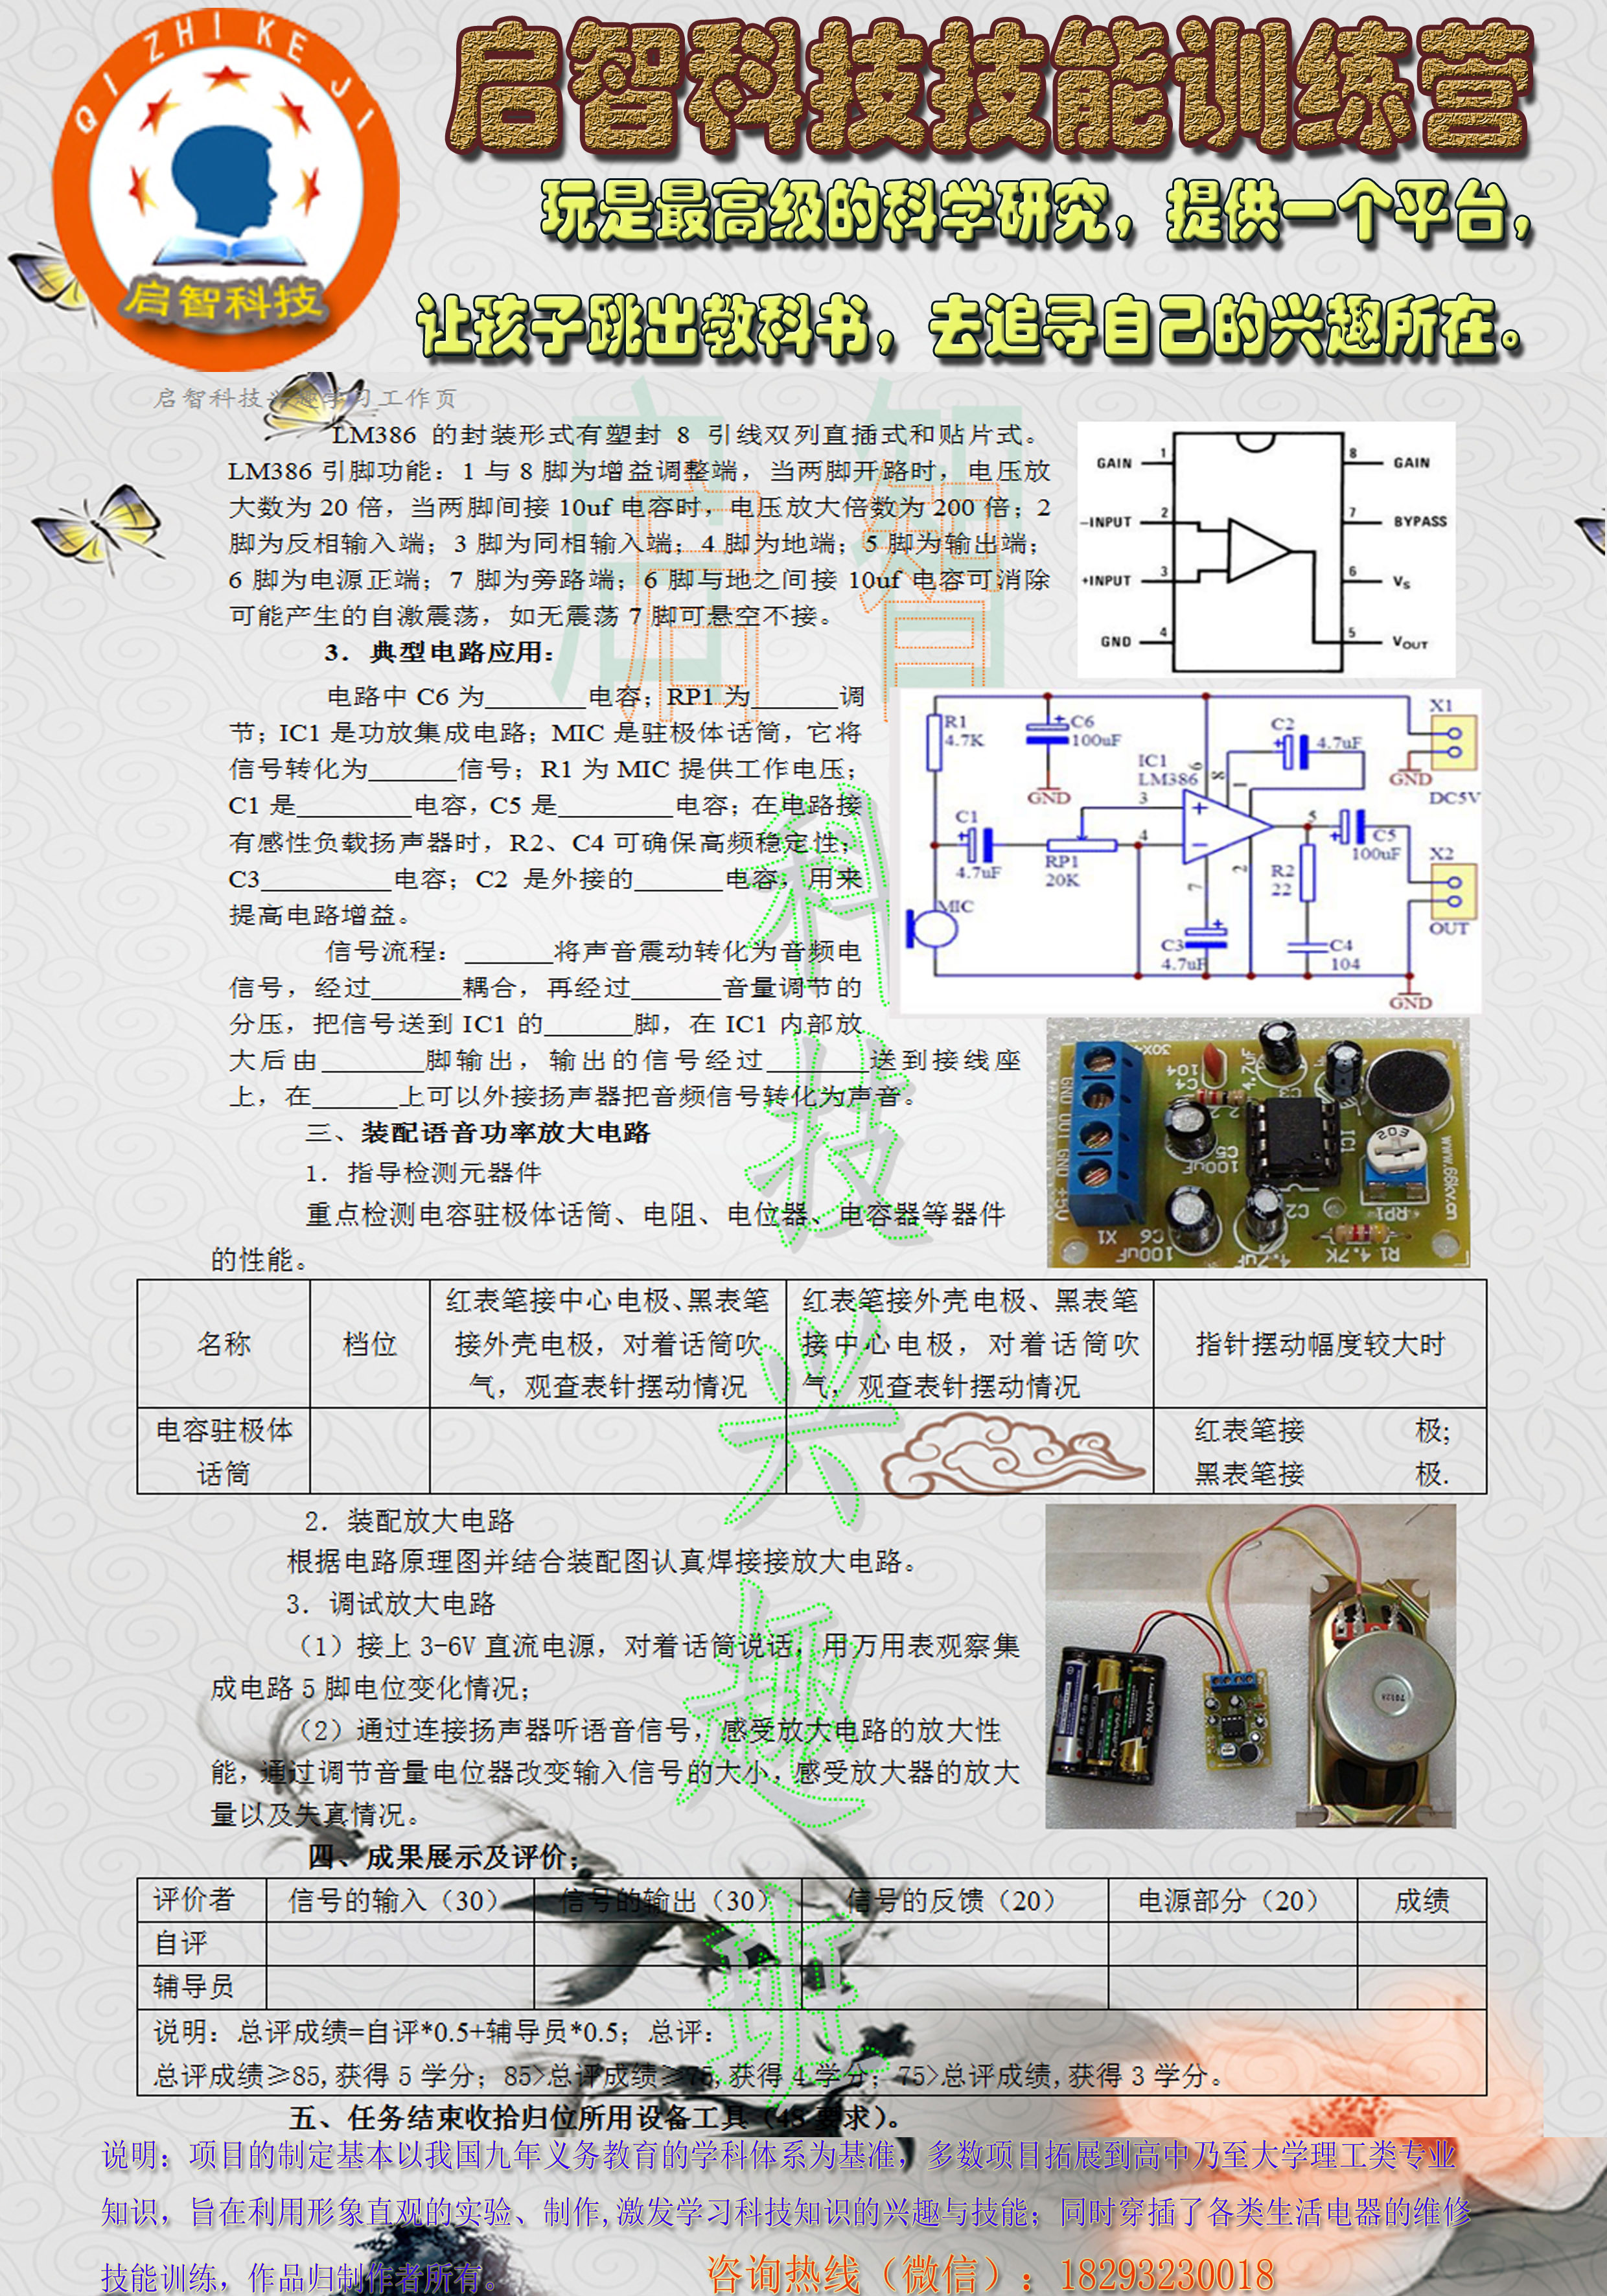 QI ZHI KE JI
启智科技
启智科技技能训练营
玩是最高级的科学研究，提供一个平台，
让孩子跳出教科书，去追寻自己的兴趣所在。
启智科技兴趣学习工作页
LM386 的封装形式有塑封 8 引线双列直插式和贴片式。
LM386 引脚功能：1 与 8 脚为增益调整端，当两脚开路时，电压放
大数为 20 倍，当两脚间接 10uf 电容时，电压放大倍数为 200 倍；2
脚为反相输入端；3 脚为同相输入端；4 脚为地端；5 脚为输出端；
6 脚为电源正端；7 脚为旁路端；6 脚与地之间接 10uf 电容可消除
可能产生的自激震荡，如无震荡 7 脚可悬空不接。
GAIN 1
8 GAIN
-INPUT 2
7 BYPASS
+INPUT 3
6 VS
GND 4
5 VOUT
3．典型电路应用：
电路中 C6 为_______电容；RP1 为______调
节；IC1 是功放集成电路；MIC 是驻极体话筒，它将
信号转化为______信号；R1 为 MIC 提供工作电压；
C1 是________电容，C5 是________电容；在电路接
有感性负载扬声器时，R2、C4 可确保高频稳定性；
C3_________电容；C2 是外接的______电容，用来
提高电路增益。
信号流程：______将声音震动转化为音频电
信号，经过______耦合，再经过______音量调节的
分压，把信号送到 IC1 的______脚，在 IC1 内部放
大后由_______脚输出，输出的信号经过_______送到接线座
上，在______上可以外接扬声器把音频信号转化为声音。
R1
4.7K
C6
100uF
GND
IC1
LM386
C2
4.7uF
X1
GND
DC5V
C1
4.7uF
RP1
20K
3
4
6
8
1
5
7
2
C5
100uF
R2
22
X2
OUT
MIC
C3
4.7uF
C4
104
GND
三、装配语音功率放大电路
1．指导检测元器件
重点检测电容驻极体话筒、电阻、电位器、电容器等器件
的性能。
GND OUT GND +5V
C4
104
4.7uF
C3
C5
100uF
IC1
203
www.66kv.cn
X1
C6
100uF
4.7uF
C2
RP1
R1 4.7K
名称
档位
红表笔接中心电极、黑表笔
接外壳电极，对着话筒吹
气，观查表针摆动情况
红表笔接外壳电极、黑表笔
接中心电极，对着话筒吹
气，观查表针摆动情况
指针摆动幅度较大时
电容驻极体
话筒
红表笔接 极;
黑表笔接 极.
2．装配放大电路
根据电路原理图并结合装配图认真焊接接放大电路。
3．调试放大电路
（1）接上 3-6V 直流电源，对着话筒说话，用万用表观察集
成电路 5 脚电位变化情况；
（2）通过连接扬声器听语音信号，感受放大电路的放大性
能，通过调节音量电位器改变输入信号的大小，感受放大器的放大
量以及失真情况。
四、成果展示及评价；
评价者 信号的输入（30） 信号的输出（30） 信号的反馈（20） 电源部分（20） 成绩
自评
辅导员
说明：总评成绩=自评*0.5+辅导员*0.5；总评：
总评成绩≥85,获得 5 学分；85>总评成绩≥75,获得 4 学分；75>总评成绩,获得 3 学分。
五、任务结束收拾归位所用设备工具（4S 要求）。
启智科技兴趣班
说明：项目的制定基本以我国九年义务教育的学科体系为基准，多数项目拓展到高中乃至大学理工类专业
知识，旨在利用形象直观的实验、制作,激发学习科技知识的兴趣与技能；同时穿插了各类生活电器的维修
技能训练，作品归制作者所有。
咨询热线（微信）：18293230018